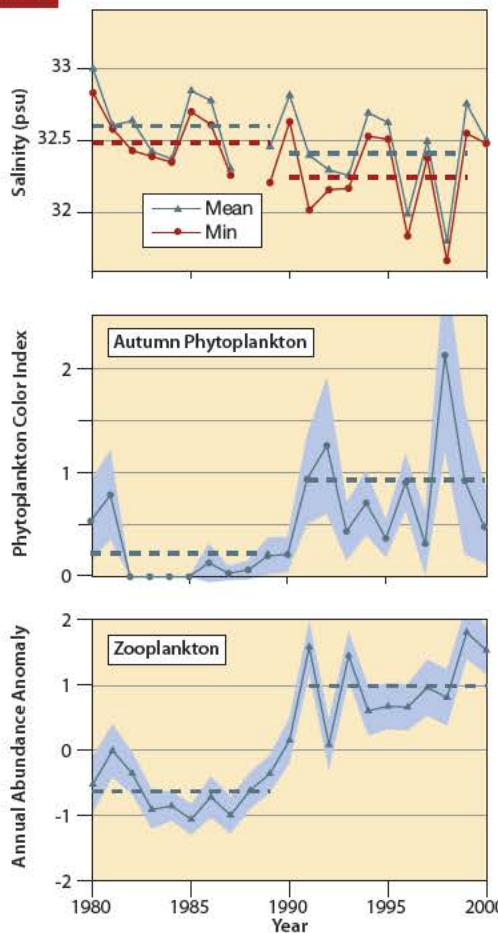 Salinity (psu)
33
32.5
32
Mean
Min
Phytoplankton Color Index
Autumn Phytoplankton
2
1
0
Annual Abundance Anomaly
Zooplankton
2
1
0
-1
-2
1980
1985
1990
1995
2000
Year